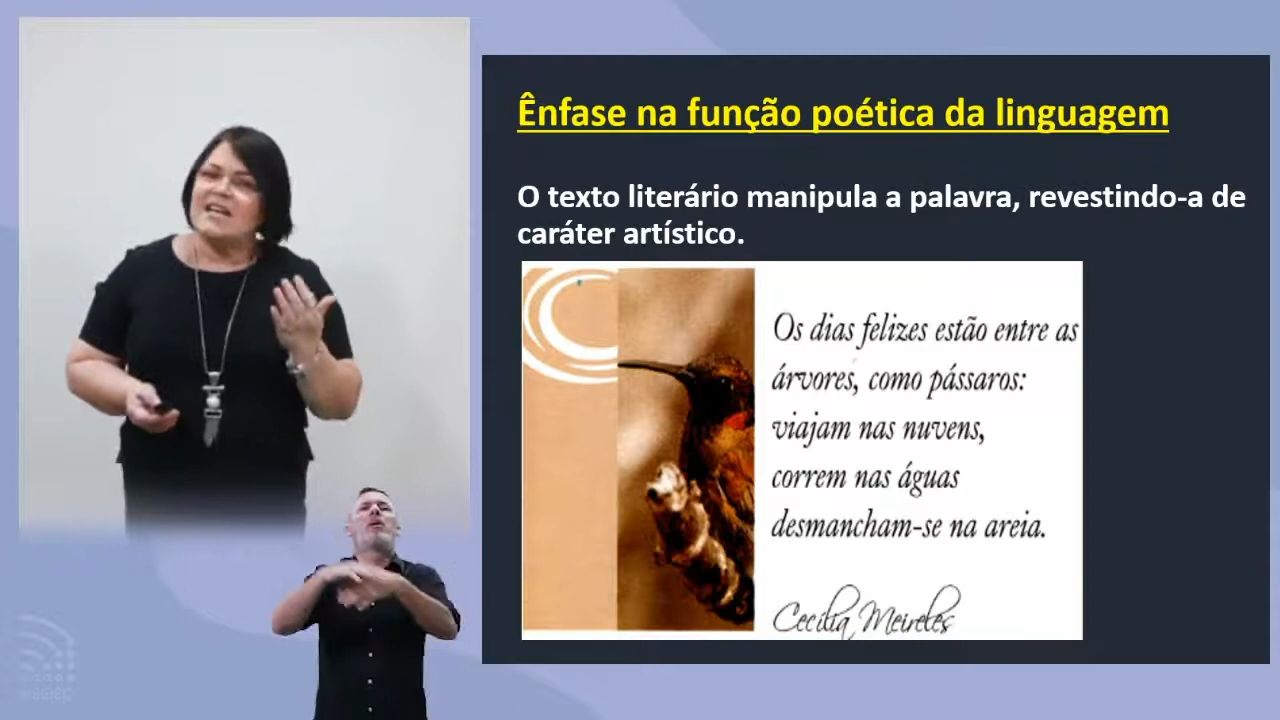 Ênfase na função poética da linguagem
O texto literário manipula a palavra, revestindo-a de
caráter artístico.
Os dias felizes estão entre as
árvores, como pássaros:
viajam nas nuvens,
correm nas águas
desmancham-se na areia.
Cecília Meireles